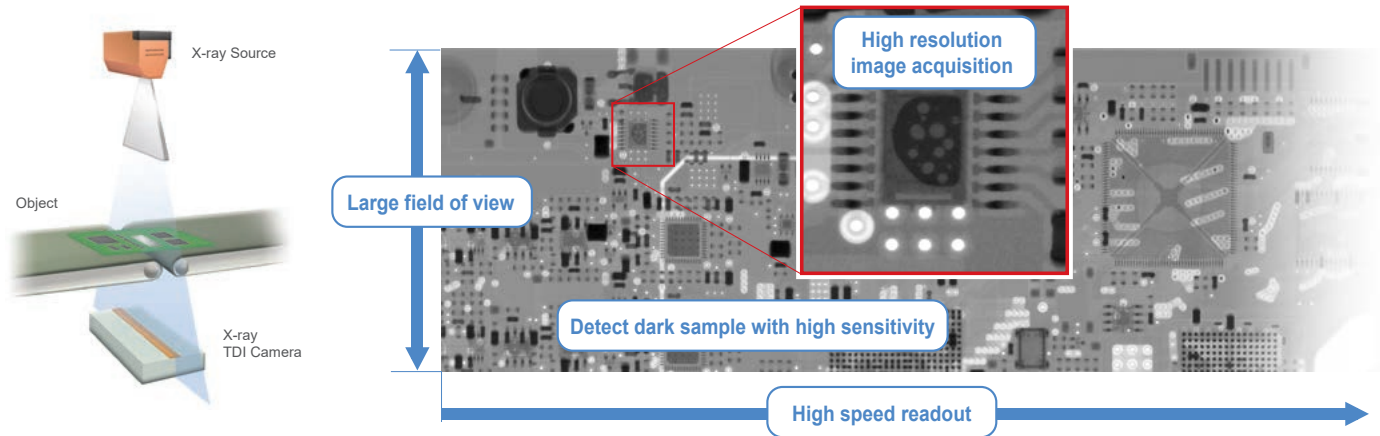 X-ray Source
Object
X-ray
TDI Camera
Large field of view
High resolution
image acquisition
Detect dark sample with high sensitivity
High speed readout